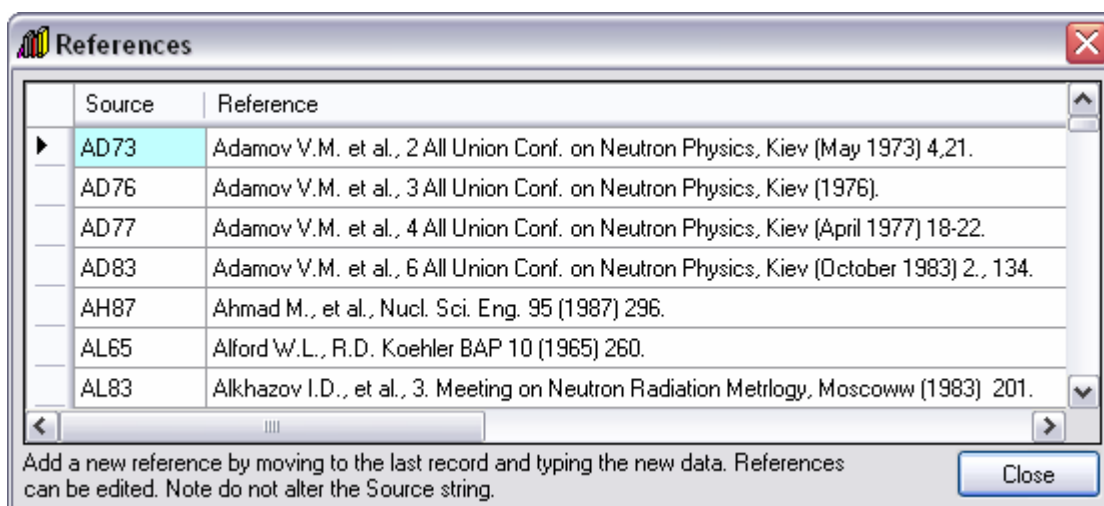 References
Source Reference
AD73 Adamov V.M. et al., 2 All Union Conf. on Neutron Physics, Kiev (May 1973) 4,21.
AD76 Adamov V.M. et al., 3 All Union Conf. on Neutron Physics, Kiev (1976).
AD77 Adamov V.M. et al., 4 All Union Conf. on Neutron Physics, Kiev (April 1977) 18-22.
AD83 Adamov V.M. et al., 6 All Union Conf. on Neutron Physics, Kiev (October 1983) 2., 134.
AH87 Ahmad M., et al., Nucl. Sci. Eng. 95 (1987) 296.
AL65 Alford W.L., R.D. Koehler BAP 10 (1965) 260.
AL83 Alkhazov I.D., et al., 3. Meeting on Neutron Radiation Metrlogy, Moscoww (1983)  201.
Add a new reference by moving to the last record and typing the new data. References
can be edited. Note do not alter the Source string.
Close